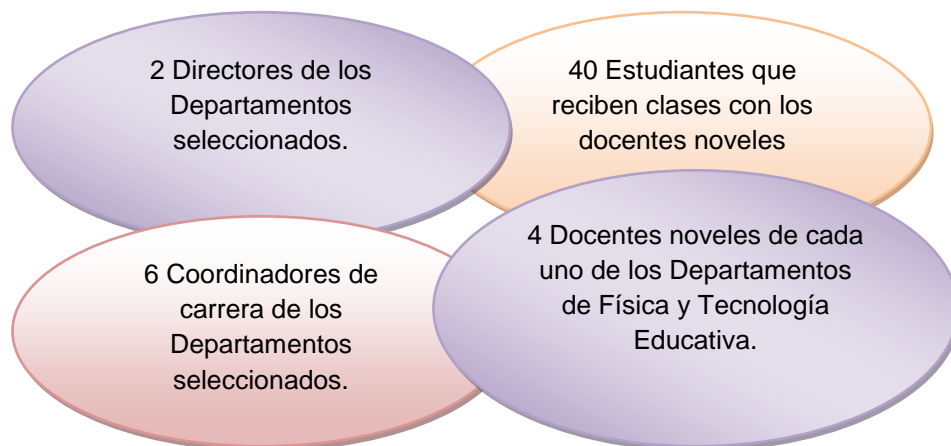 2 Directores de los
Departamentos
seleccionados.
40 Estudiantes que
reciben clases con los
docentes noveles
6 Coordinadores de
carrera de los
Departamentos
seleccionados.
4 Docentes noveles de cada
uno de los Departamentos
de Física y Tecnología
Educativa.